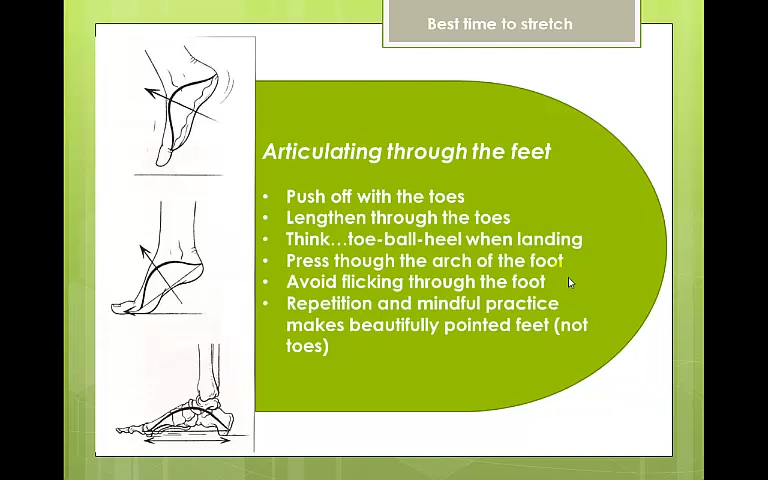 Best time to stretch
Articulating through the feet
• Push off with the toes
• Lengthen through the toes
• Think...toe-ball-heel when landing
• Press though the arch of the foot
• Avoid flicking through the foot
• Repetition and mindful practice
makes beautifully pointed feet (not
toes)